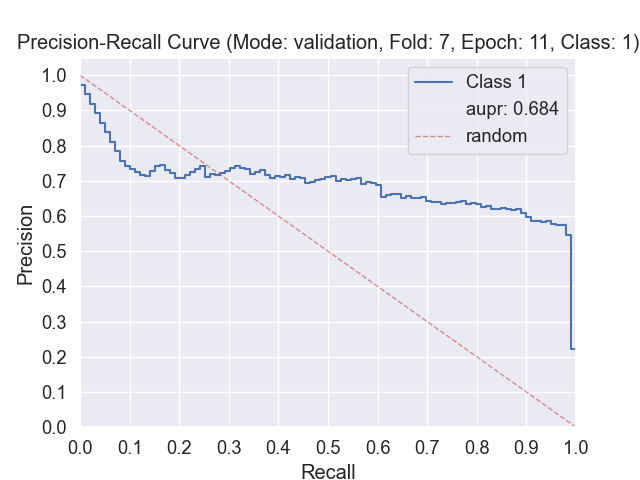 Precision-Recall Curve (Mode: validation, Fold: 7, Epoch: 11, Class: 1)
Class 1
aupr: 0.684
random
1.0
0.9
0.8
0.7
0.6
0.5
0.4
0.3
0.2
0.1
0.0
Precision
0.0 0.1 0.2 0.3 0.4 0.5 0.6 0.7 0.8 0.9 1.0
Recall